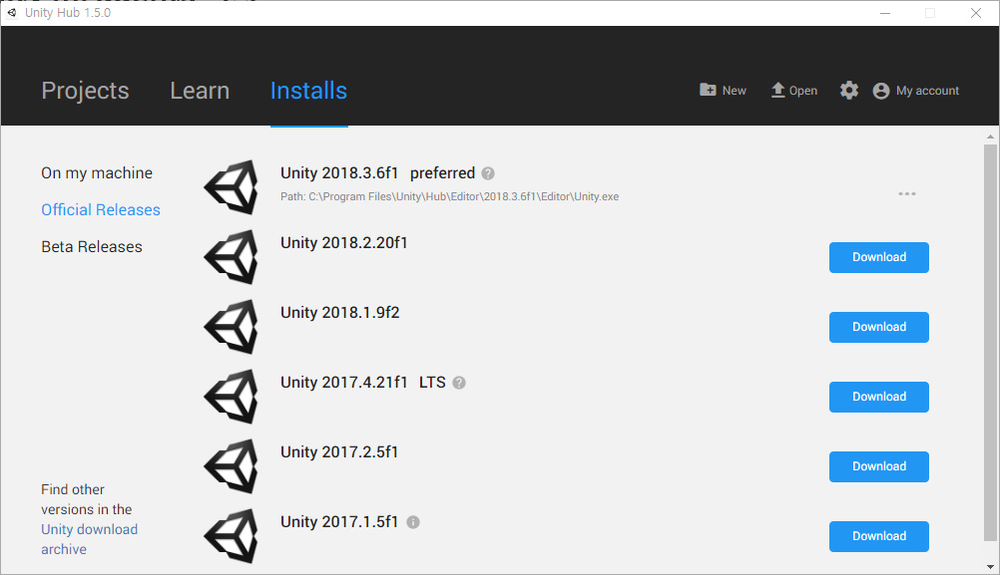 Unity Hub 1.5.0
Projects Learn Installs New Open My account
On my machine
Official Releases
Beta Releases
Find other
versions in the
Unity download
archive
Unity 2018.3.6f1 preferred ?
Path: C:\Program Files\Unity\Hub\Editor\2018.3.6f1\Editor\Unity.exe
Unity 2018.2.20f1
Download
Unity 2018.1.9f2
Download
Unity 2017.4.21f1 LTS ?
Download
Unity 2017.2.5f1
Download
Unity 2017.1.5f1 i
Download